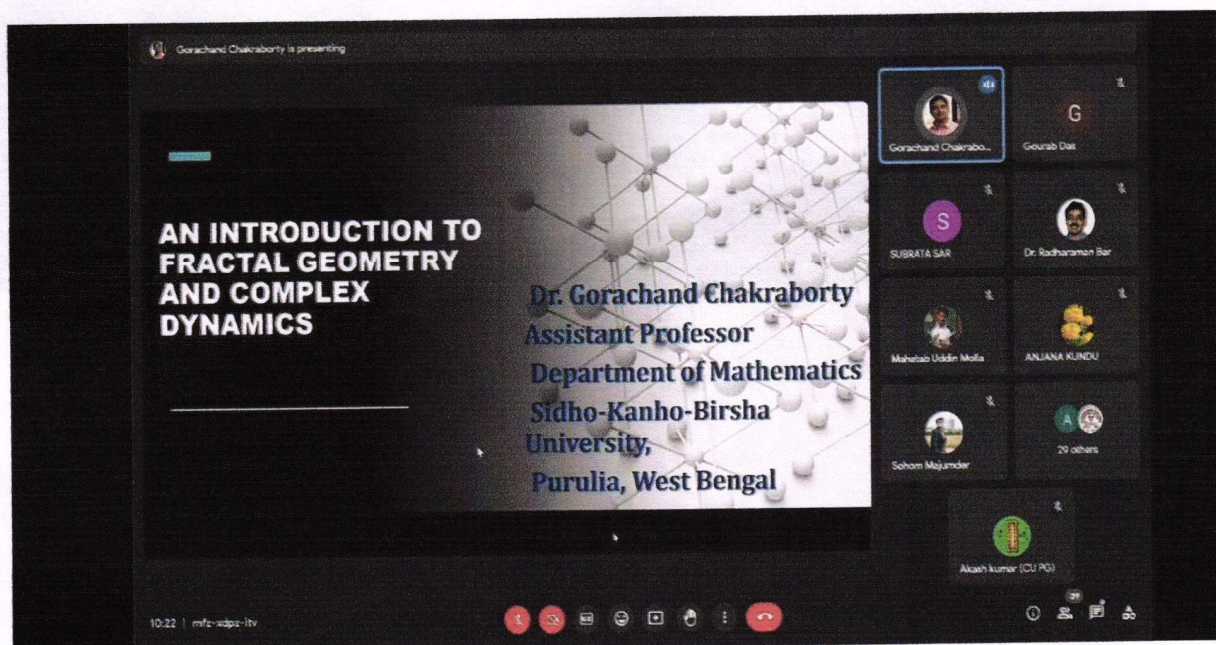 Gorachand Chakraborty is presenting
AN INTRODUCTION TO
FRACTAL GEOMETRY
AND COMPLEX
DYNAMICS
Dr. Gorachand Chakraborty
Assistant Professor
Department of Mathematics
Sidho-Kanho-Birsha
University,
Purulia, West Bengal
Gorachand Chakrabo...
G
Gourab Das
S
SUBRATA SAR
Dr. Radharaman Bar
Mahetab Uddin Molla
ANJANA KUNDU
Sohom Majumder
A
29 others
Akash kumar (CU PG)
10:22 | mfz-xdpz-itv